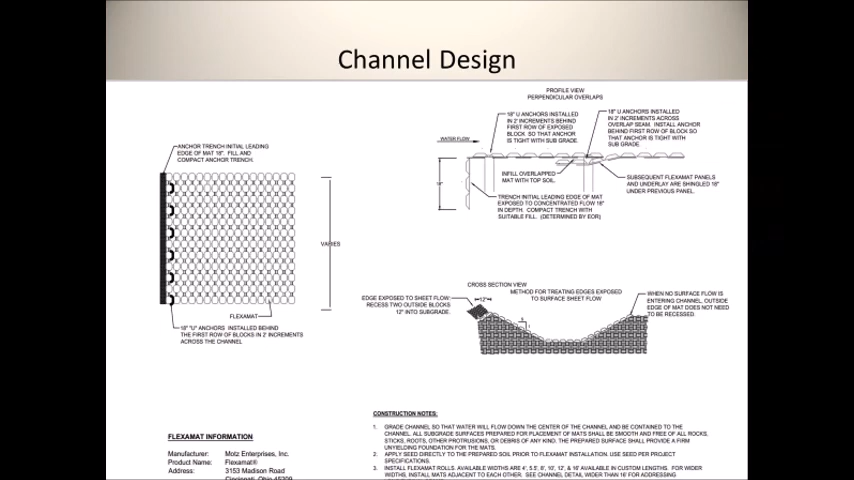 Channel Design
PROFILE VIEW
PERPENDICULAR OVERLAPS
18" U ANCHORS INSTALLED
IN 2' INCREMENTS BEHIND
FIRST ROW OF EXPOSED
BLOCK SO THAT ANCHOR
IS TIGHT WITH SUB GRADE.
18" U ANCHORS INSTALLED
IN 2' INCREMENTS ACROSS
OVERLAP SEAM. INSTALL ANCHOR
BEHIND FIRST ROW OF BLOCK SO
THAT ANCHOR IS TIGHT WITH
SUB GRADE.
WATER FLOW
ANCHOR TRENCH INITIAL LEADING
EDGE OF MAT 18". FILL AND
COMPACT ANCHOR TRENCH.
INFILL OVERLAPPED
MAT WITH TOP SOIL.
SUBSEQUENT FLEXAMAT PANELS
AND UNDERLAY ARE SHINGLED 18"
UNDER PREVIOUS PANEL.
18"
TRENCH INITIAL LEADING EDGE OF MAT
EXPOSED TO CONCENTRATED FLOW 18"
IN DEPTH. COMPACT TRENCH WITH
SUITABLE FILL. (DETERMINED BY EOR)
VARIES
FLEXAMAT
18" "U" ANCHORS INSTALLED BEHIND
THE FIRST ROW OF BLOCKS IN 2' INCREMENTS
ACROSS THE CHANNEL
CROSS SECTION VIEW
METHOD FOR TREATING EDGES EXPOSED
TO SURFACE SHEET FLOW
EDGE EXPOSED TO SHEET FLOW:
RECESS TWO OUTSIDE BLOCKS
12" INTO SUBGRADE.
12"
WHEN NO SURFACE FLOW IS
ENTERING CHANNEL, OUTSIDE
EDGE OF MAT DOES NOT NEED
TO BE RECESSED.
FLEXAMAT INFORMATION
Manufacturer: Motz Enterprises, Inc.
Product Name: Flexamat®
Address: 3153 Madison Road
Cincinnati, Ohio 45209
CONSTRUCTION NOTES:
1. GRADE CHANNEL SO THAT WATER WILL FLOW DOWN THE CENTER OF THE CHANNEL AND BE CONTAINED TO THE
CHANNEL. ALL SUBGRADE SURFACES PREPARED FOR PLACEMENT OF MATS SHALL BE SMOOTH AND FREE OF ALL ROCKS,
STICKS, ROOTS, OTHER PROTRUSIONS, OR DEBRIS OF ANY KIND. THE PREPARED SURFACE SHALL PROVIDE A FIRM
UNYIELDING FOUNDATION FOR THE MATS.
2. APPLY SEED DIRECTLY TO THE PREPARED SOIL PRIOR TO FLEXAMAT INSTALLATION. USE SEED PER PROJECT
SPECIFICATIONS.
3. INSTALL FLEXAMAT ROLLS. AVAILABLE WIDTHS ARE 4', 5.5', 8', 10', 12', & 16' AVAILABLE IN CUSTOM LENGTHS. FOR WIDER
WIDTHS, INSTALL MATS ADJACENT TO EACH OTHER. SEE CHANNEL DETAIL WIDER THAN 16' FOR ADDRESSING